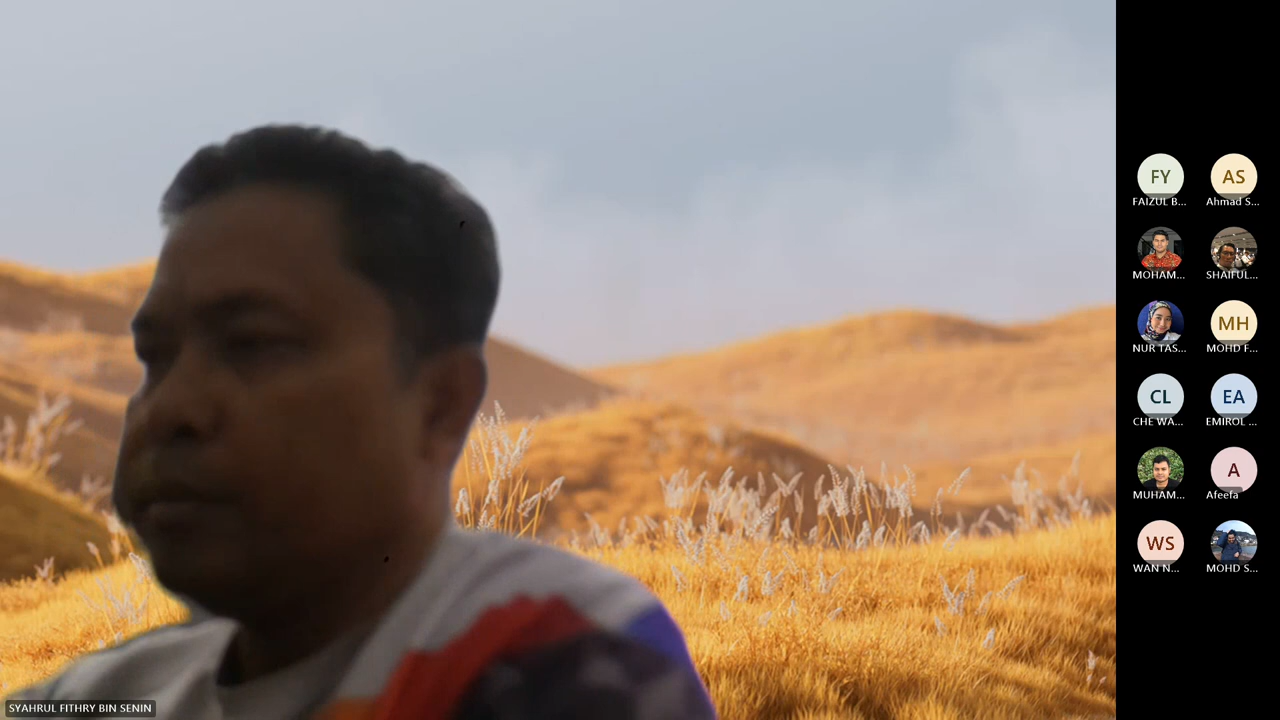 FY
AS
FAIZUL B...
Ahmad S...
MOHAM...
SHAIFUL...
MH
NUR TAS...
MOHD F...
CL
EA
CHE WA...
EMIROL ...
A
MUHAM...
Afeefa
WS
WAN N...
MOHD S...
SYAHRUL FITHRY BIN SENIN